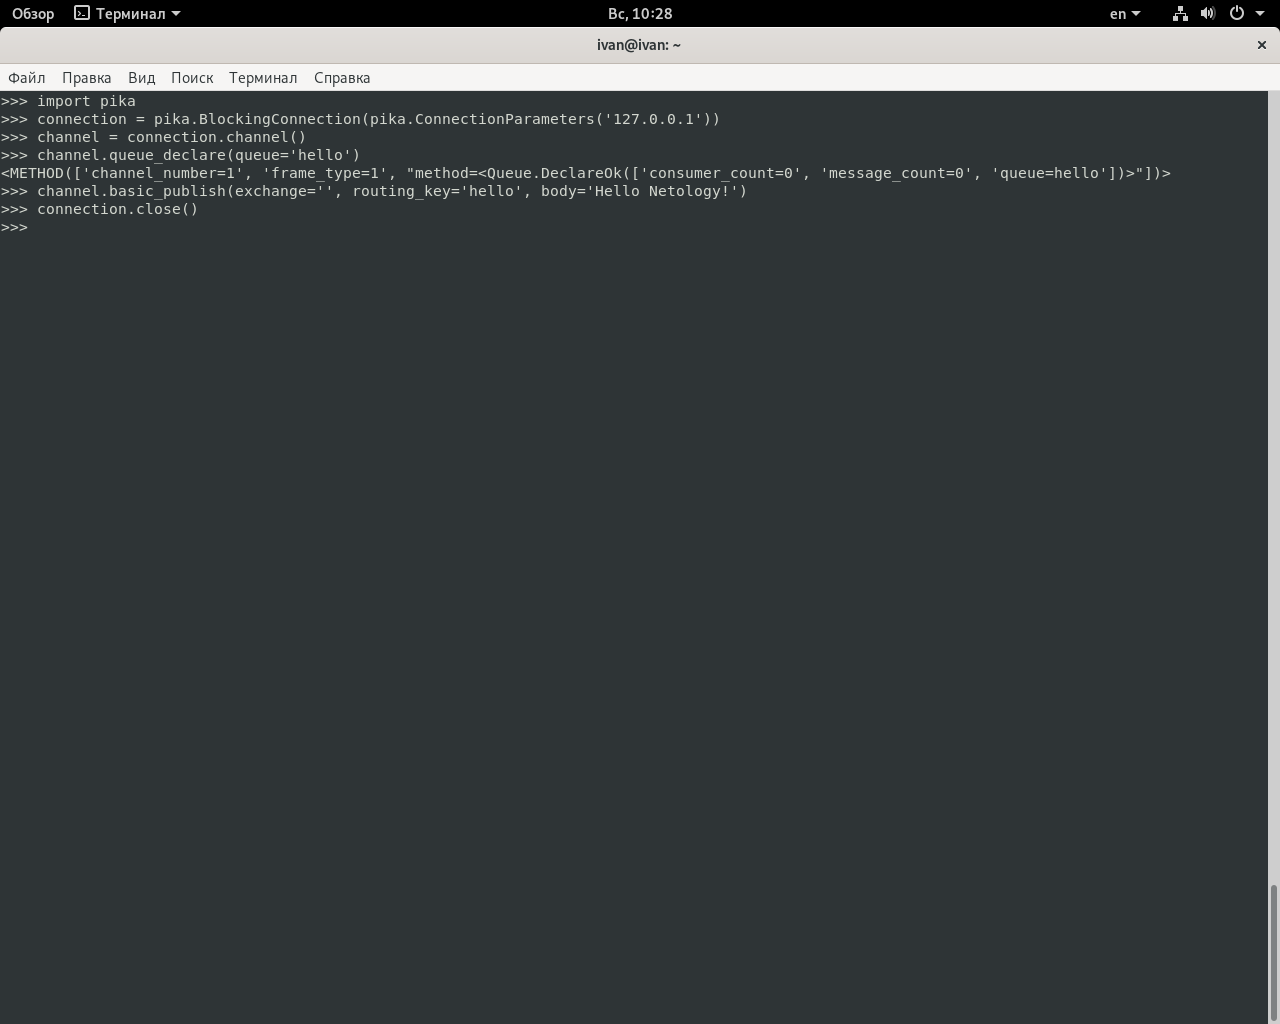 Обзор Терминал Вс, 10:28 en
ivan@ivan: ~ ×
Файл Правка Вид Поиск Терминал Справка
>>> import pika
>>> connection = pika.BlockingConnection(pika.ConnectionParameters('127.0.0.1'))
>>> channel = connection.channel()
>>> channel.queue_declare(queue='hello')
<METHOD(['channel_number=1', 'frame_type=1', "method=<Queue.DeclareOk(['consumer_count=0', 'message_count=0', 'queue=hello'])>"])>
>>> channel.basic_publish(exchange='', routing_key='hello', body='Hello Netology!')
>>> connection.close()
>>>